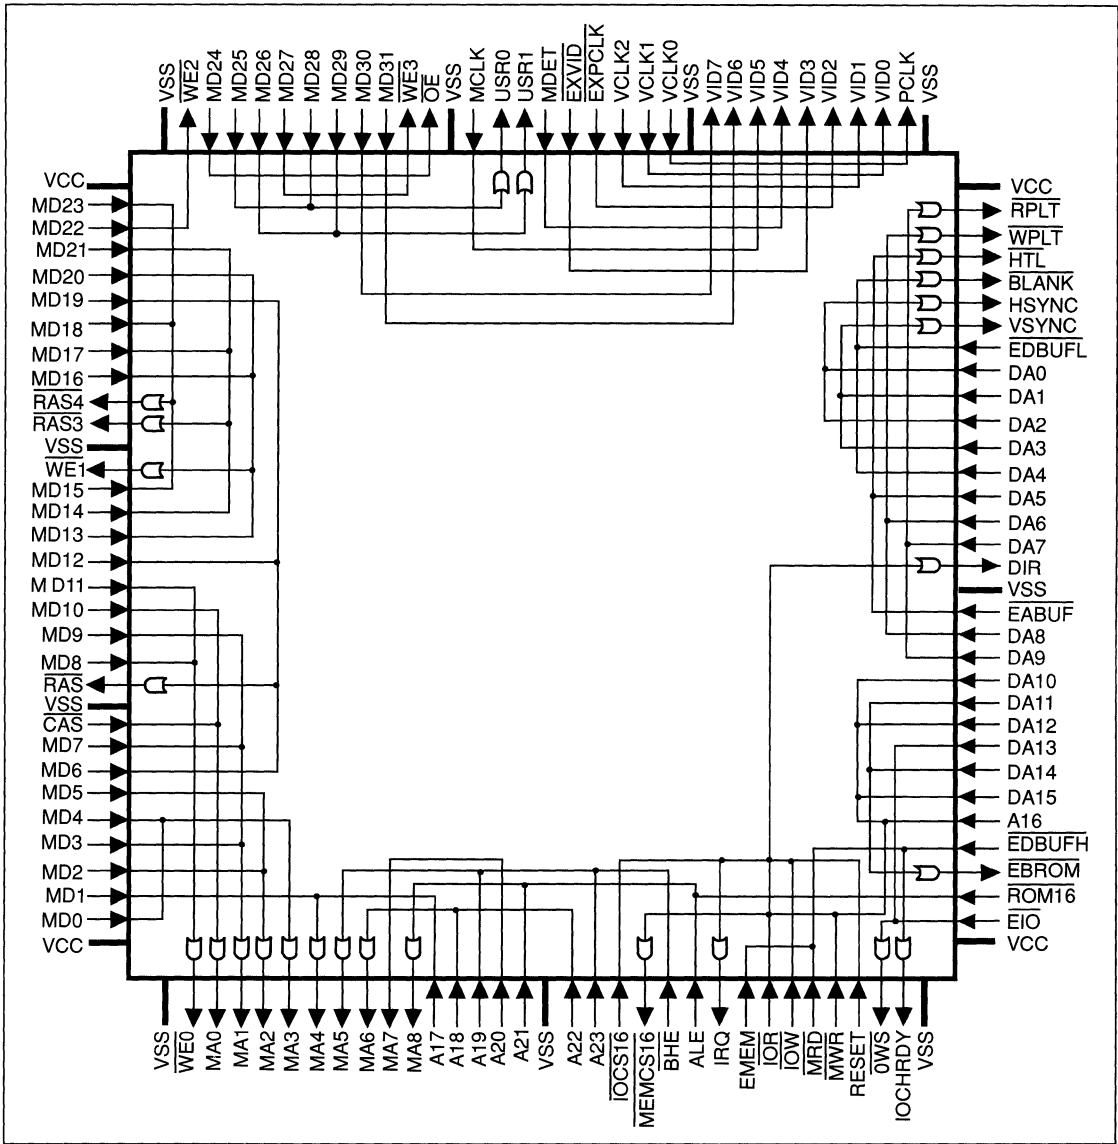 VSS
WE2
MD24
MD25
MD26
MD27
MD28
MD29
MD30
MD31
WE3
OE
VSS
MCLK
USR0
USR1
MDET
EXVID
EXPCLK
VCLK2
VCLK1
VCLK0
VSS
VID7
VID6
VID5
VID4
VID3
VID2
VID1
VID0
PCLK
VSS
VCC
MD23
MD22
MD21
MD20
MD19
MD18
MD17
MD16
RAS4
RAS3
VSS
WE1
MD15
MD14
MD13
MD12
M D11
MD10
MD9
MD8
RAS
VSS
CAS
MD7
MD6
MD5
MD4
MD3
MD2
MD1
MD0
VCC
VCC
RPLT
WPLT
HTL
BLANK
HSYNC
VSYNC
EDBUFL
DA0
DA1
DA2
DA3
DA4
DA5
DA6
DA7
DIR
VSS
EABUF
DA8
DA9
DA10
DA11
DA12
DA13
DA14
DA15
A16
EDBUFH
EBROM
ROM16
EIO
VCC
VSS
WE0
MA0
MA1
MA2
MA3
MA4
MA5
MA6
MA7
MA8
A17
A18
A19
A20
A21
VSS
A22
A23
IOCS16
MEMCS16
BHE
ALE
IRQ
EMEM
IOR
IOW
MRD
MWR
RESET
0WS
IOCHRDY
VSS